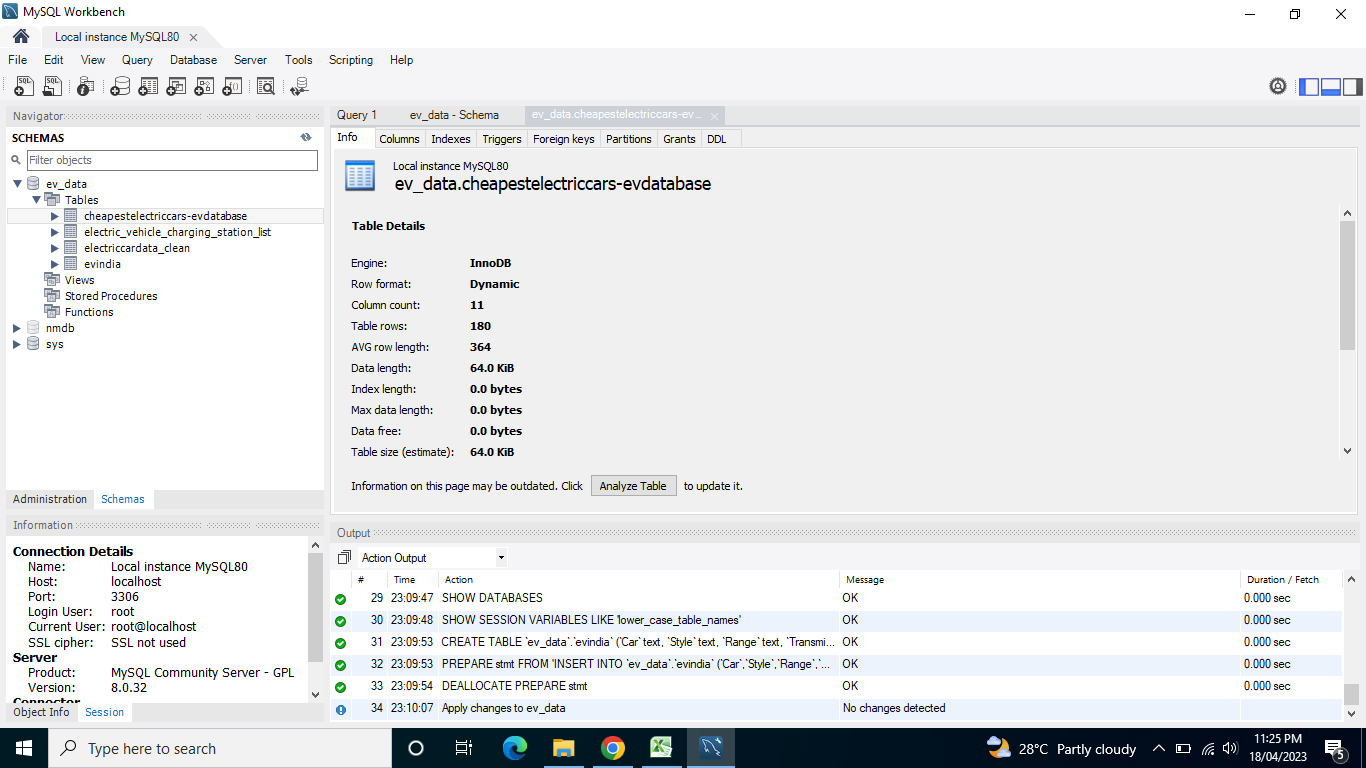 MySQL Workbench
Local instance MySQL80
File Edit View Query Database Server Tools Scripting Help
Navigator
SCHEMAS
Filter objects
ev_data
Tables
cheapestelectriccars-evdatabase
electric_vehicle_charging_station_list
electriccardata_clean
evindia
Views
Stored Procedures
Functions
nmdb
sys
Administration Schemas
Information
Connection Details
Name: Local instance MySQL80
Host: localhost
Port: 3306
Login User: root
Current User: root@localhost
SSL cipher: SSL not used
Server
Product: MySQL Community Server - GPL
Version: 8.0.32
Connector
Object Info Session
Query 1 ev_data - Schema ev_data.cheapestelectriccars-ev...
Info Columns Indexes Triggers Foreign keys Partitions Grants DDL
Local instance MySQL80
ev_data.cheapestelectriccars-evdatabase
Table Details
Engine: InnoDB
Row format: Dynamic
Column count: 11
Table rows: 180
AVG row length: 364
Data length: 64.0 KiB
Index length: 0.0 bytes
Max data length: 0.0 bytes
Data free: 0.0 bytes
Table size (estimate): 64.0 KiB
Information on this page may be outdated. Click Analyze Table to update it.
Output
Action Output
# Time Action Message Duration / Fetch
29 23:09:47 SHOW DATABASES OK 0.000 sec
30 23:09:48 SHOW SESSION VARIABLES LIKE 'lower_case_table_names' OK 0.000 sec
31 23:09:53 CREATE TABLE `ev_data`.`evindia` (`Car` text, `Style` text, `Range` text, `Transmi... OK 0.000 sec
32 23:09:53 PREPARE stmt FROM 'INSERT INTO `ev_data`.`evindia` (`Car`,`Style`,`Range`,`... OK 0.000 sec
33 23:09:54 DEALLOCATE PREPARE stmt OK 0.000 sec
34 23:10:07 Apply changes to ev_data No changes detected
Type here to search
28°C Partly cloudy
11:25 PM
18/04/2023
5